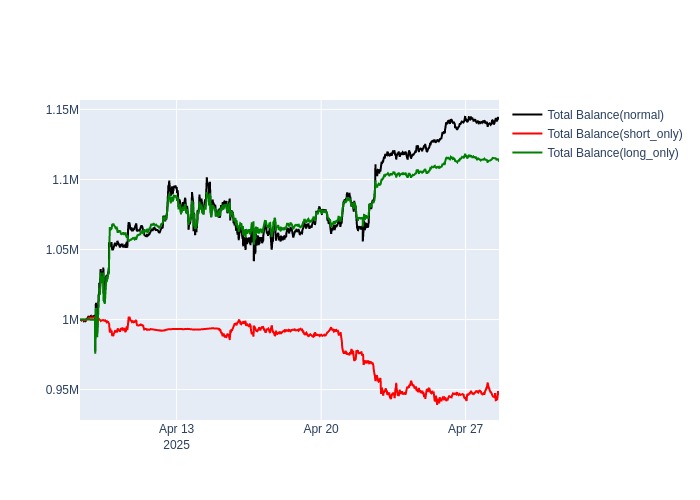 1.15M
1.1M
1.05M
1M
0.95M
Apr 13
2025
Apr 20
Apr 27
Total Balance(normal)
Total Balance(short_only)
Total Balance(long_only)